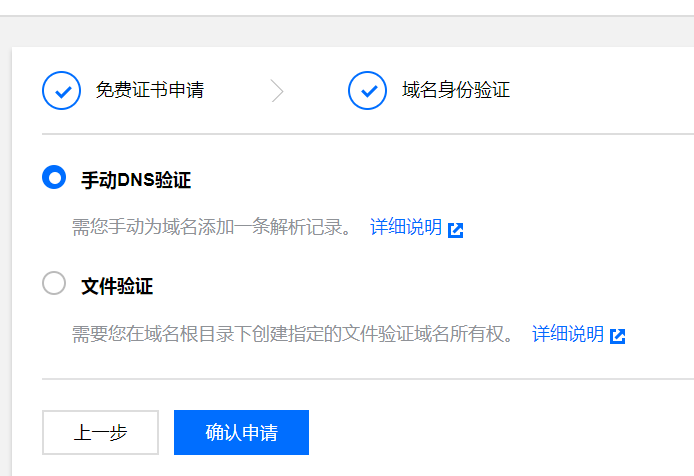 免费证书申请 域名身份验证
手动DNS验证
需您手动为域名添加一条解析记录。 详细说明
文件验证
需要您在域名根目录下创建指定的文件验证域名所有权。 详细说明
上一步 确认申请